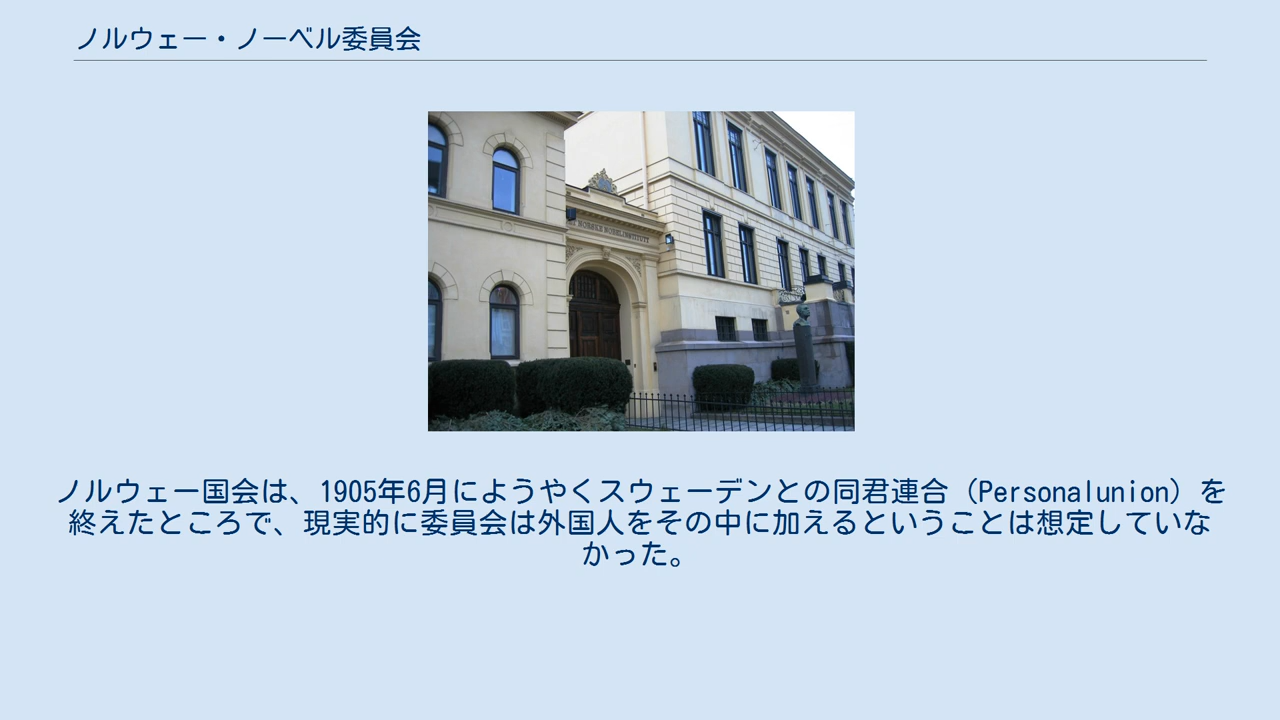 ノルウェー・ノーベル委員会
NORSKE NOBELINSTITUTT
ノルウェー国会は、1905年6月にようやくスウェーデンとの同君連合（Personalunion）を
終えたところで、現実的に委員会は外国人をその中に加えるということは想定していな
かった。